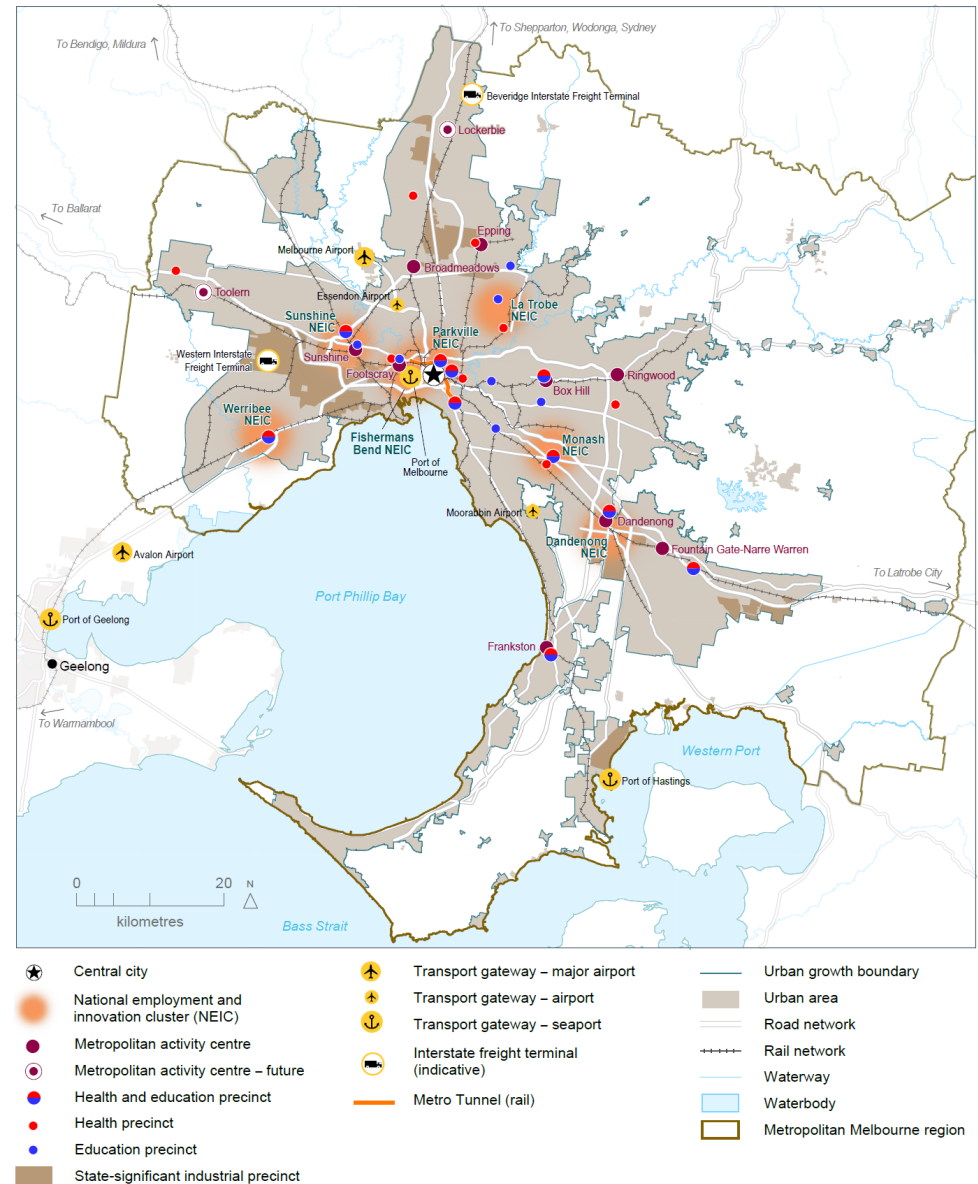 To Shepparton, Wodonga, Sydney
To Bendigo, Mildura
Beveridge Interstate Freight Terminal
Lockerbie
To Ballarat
Epping
Melbourne Airport
Broadmeadows
Toolern
Essendon Airport
La Trobe
NEIC
Sunshine
NEIC
Parkville
NEIC
Western Interstate
Freight Terminal
Sunshine
Footscray
Ringwood
Box Hill
Werribee
NEIC
Fishermans
Bend NEIC
Port of
Melbourne
Monash
NEIC
Moorabbin Airport
Dandenong
Dandenong
NEIC
Fountain Gate-Narre Warren
Avalon Airport
To Latrobe City
Port Phillip Bay
Port of Geelong
Frankston
Geelong
To Warrnambool
Western Port
Port of Hastings
0 20 N
kilometres
Bass Strait
Central city
National employment and
innovation cluster (NEIC)
Metropolitan activity centre
Metropolitan activity centre – future
Health and education precinct
Health precinct
Education precinct
State-significant industrial precinct
Transport gateway – major airport
Transport gateway – airport
Transport gateway – seaport
Interstate freight terminal
(indicative)
Metro Tunnel (rail)
Urban growth boundary
Urban area
Road network
Rail network
Waterway
Waterbody
Metropolitan Melbourne region